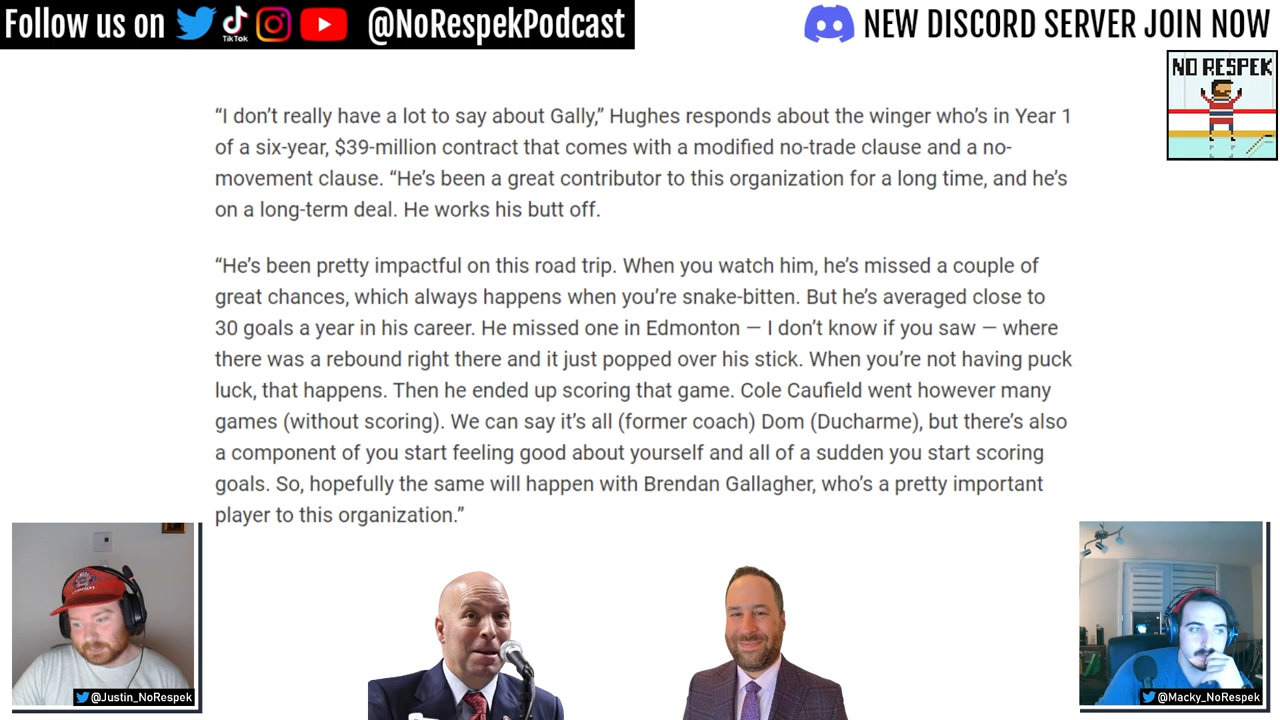 Follow us on @NoRespekPodcast
TikTok
NEW DISCORD SERVER JOIN NOW
NO RESPEK
“I don’t really have a lot to say about Gally,” Hughes responds about the winger who’s in Year 1
of a six-year, $39-million contract that comes with a modified no-trade clause and a no-
movement clause. “He’s been a great contributor to this organization for a long time, and he’s
on a long-term deal. He works his butt off.
“He’s been pretty impactful on this road trip. When you watch him, he’s missed a couple of
great chances, which always happens when you’re snake-bitten. But he’s averaged close to
30 goals a year in his career. He missed one in Edmonton — I don’t know if you saw — where
there was a rebound right there and it just popped over his stick. When you’re not having puck
luck, that happens. Then he ended up scoring that game. Cole Caufield went however many
games (without scoring). We can say it’s all (former coach) Dom (Ducharme), but there’s also
a component of you start feeling good about yourself and all of a sudden you start scoring
goals. So, hopefully the same will happen with Brendan Gallagher, who’s a pretty important
player to this organization.”
@Justin_NoRespek
@Macky_NoRespek